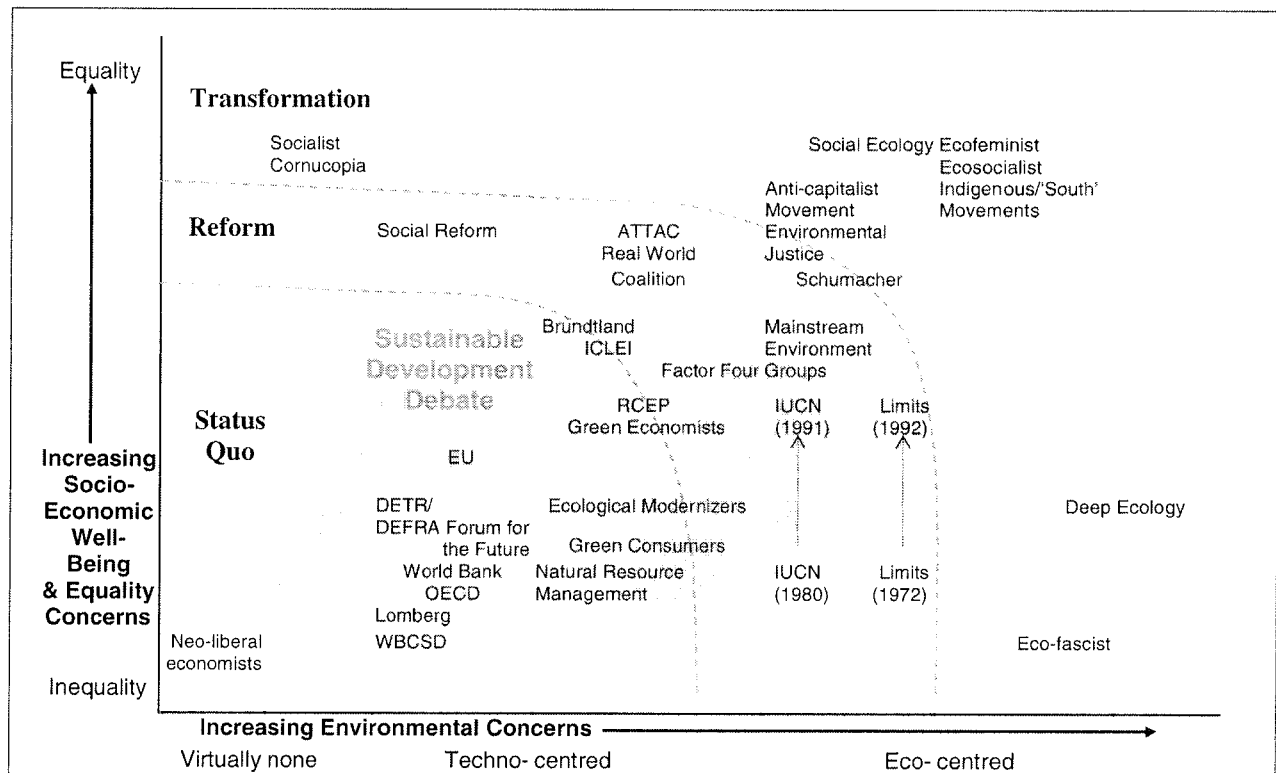 Equality
Transformation
Socialist
Cornucopia
Social Ecology Ecofeminist
Ecosocialist
Indigenous/'South'
Movements
Anti-capitalist
Movement
Environmental
Justice
Reform
Social Reform
ATTAC
Real World
Coalition
Schumacher
Sustainable
Development
Debate
Brundtland
ICLEI
Mainstream
Environment
Factor Four Groups
Status
Quo
RCEP
Green Economists
IUCN
(1991)
Limits
(1992)
EU
Increasing
Socio-
Economic
Well-
Being
& Equality
Concerns
DETR/
DEFRA Forum for
the Future
Ecological Modernizers
Green Consumers
Deep Ecology
World Bank
OECD
Natural Resource
Management
IUCN
(1980)
Limits
(1972)
Lomberg
WBCSD
Neo-liberal
economists
Eco-fascist
Inequality
Increasing Environmental Concerns
Virtually none
Techno- centred
Eco- centred